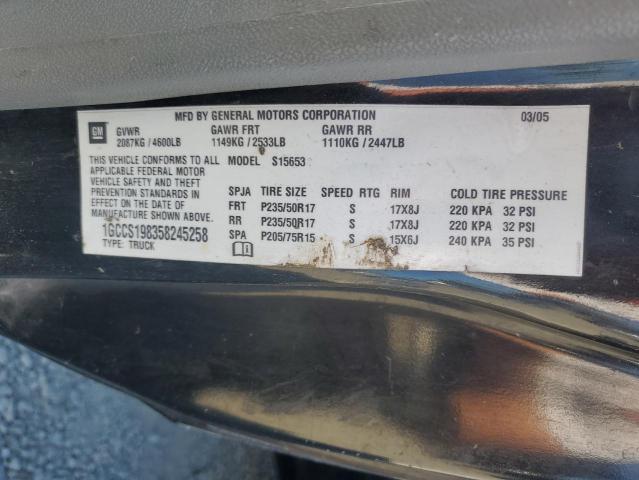 MFD BY GENERAL MOTORS CORPORATION 03/05
GM GVWR GAWR FRT GAWR RR
2087KG / 4600LB 1149KG / 2533LB 1110KG / 2447LB
THIS VEHICLE CONFORMS TO ALL MODEL S15653
APPLICABLE FEDERAL MOTOR
VEHICLE SAFETY AND THEFT
PREVENTION STANDARDS IN
EFFECT ON THE DATE OF
MANUFACTURE SHOWN ABOVE.
1GCCS198358245258
TYPE: TRUCK
SPJA TIRE SIZE SPEED RTG RIM COLD TIRE PRESSURE
FRT P235/50R17 S 17X8J 220 KPA 32 PSI
RR P235/50R17 S 17X8J 220 KPA 32 PSI
SPA P205/75R15 S 15X6J 240 KPA 35 PSI